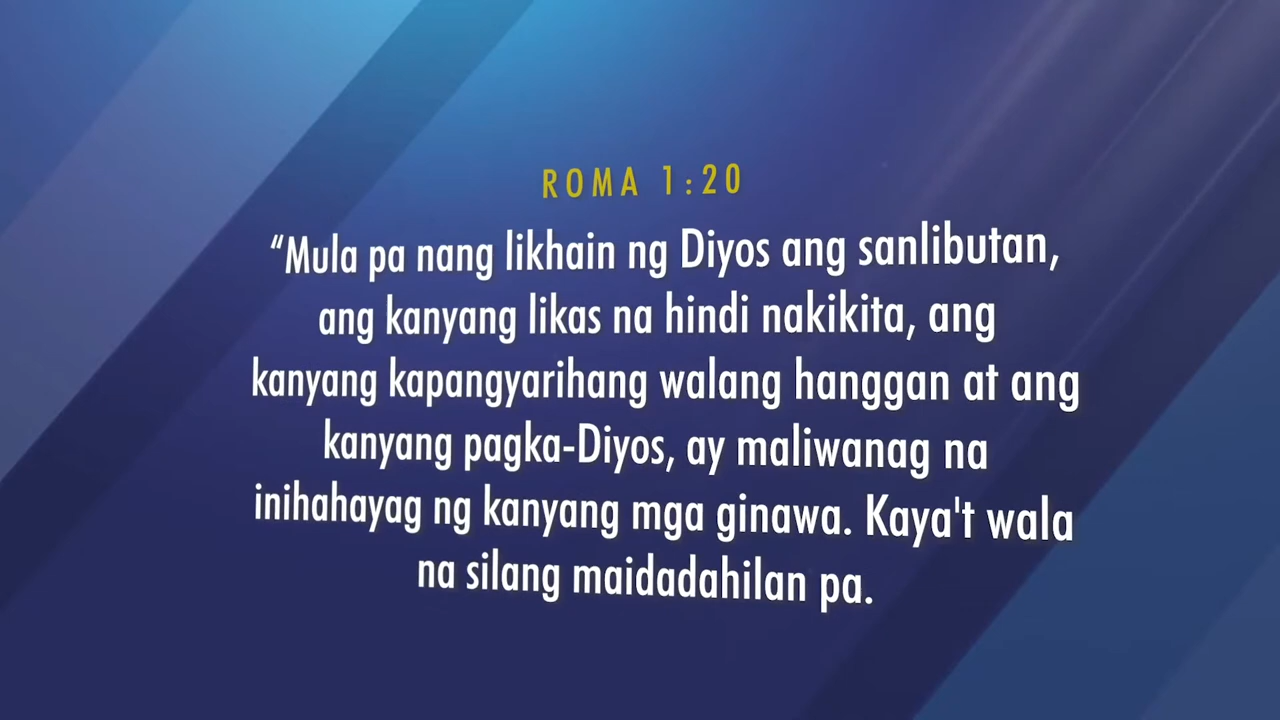 ROMA 1:20
“Mula pa nang likhain ng Diyos ang sanlibutan,
ang kanyang likas na hindi nakikita, ang
kanyang kapangyarihang walang hanggan at ang
kanyang pagka-Diyos, ay maliwanag na
inihahayag ng kanyang mga ginawa. Kaya't wala
na silang maidadahilan pa.